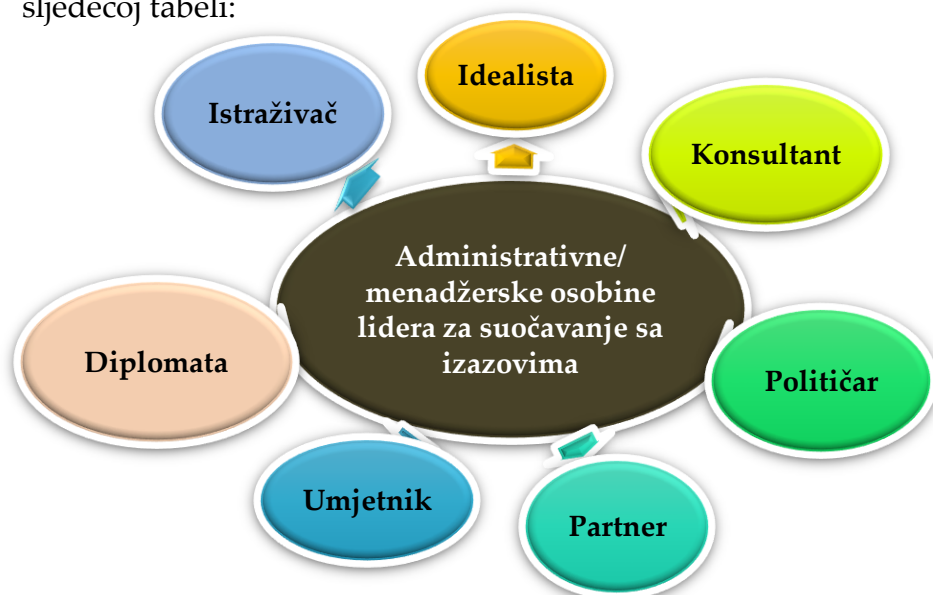 sljedećoj tabeli:
Idealista
Istraživač
Konsultant
Administrativne/
menadžerske osobine
lidera za suočavanje sa
izazovima
Diplomata
Političar
Umjetnik
Partner